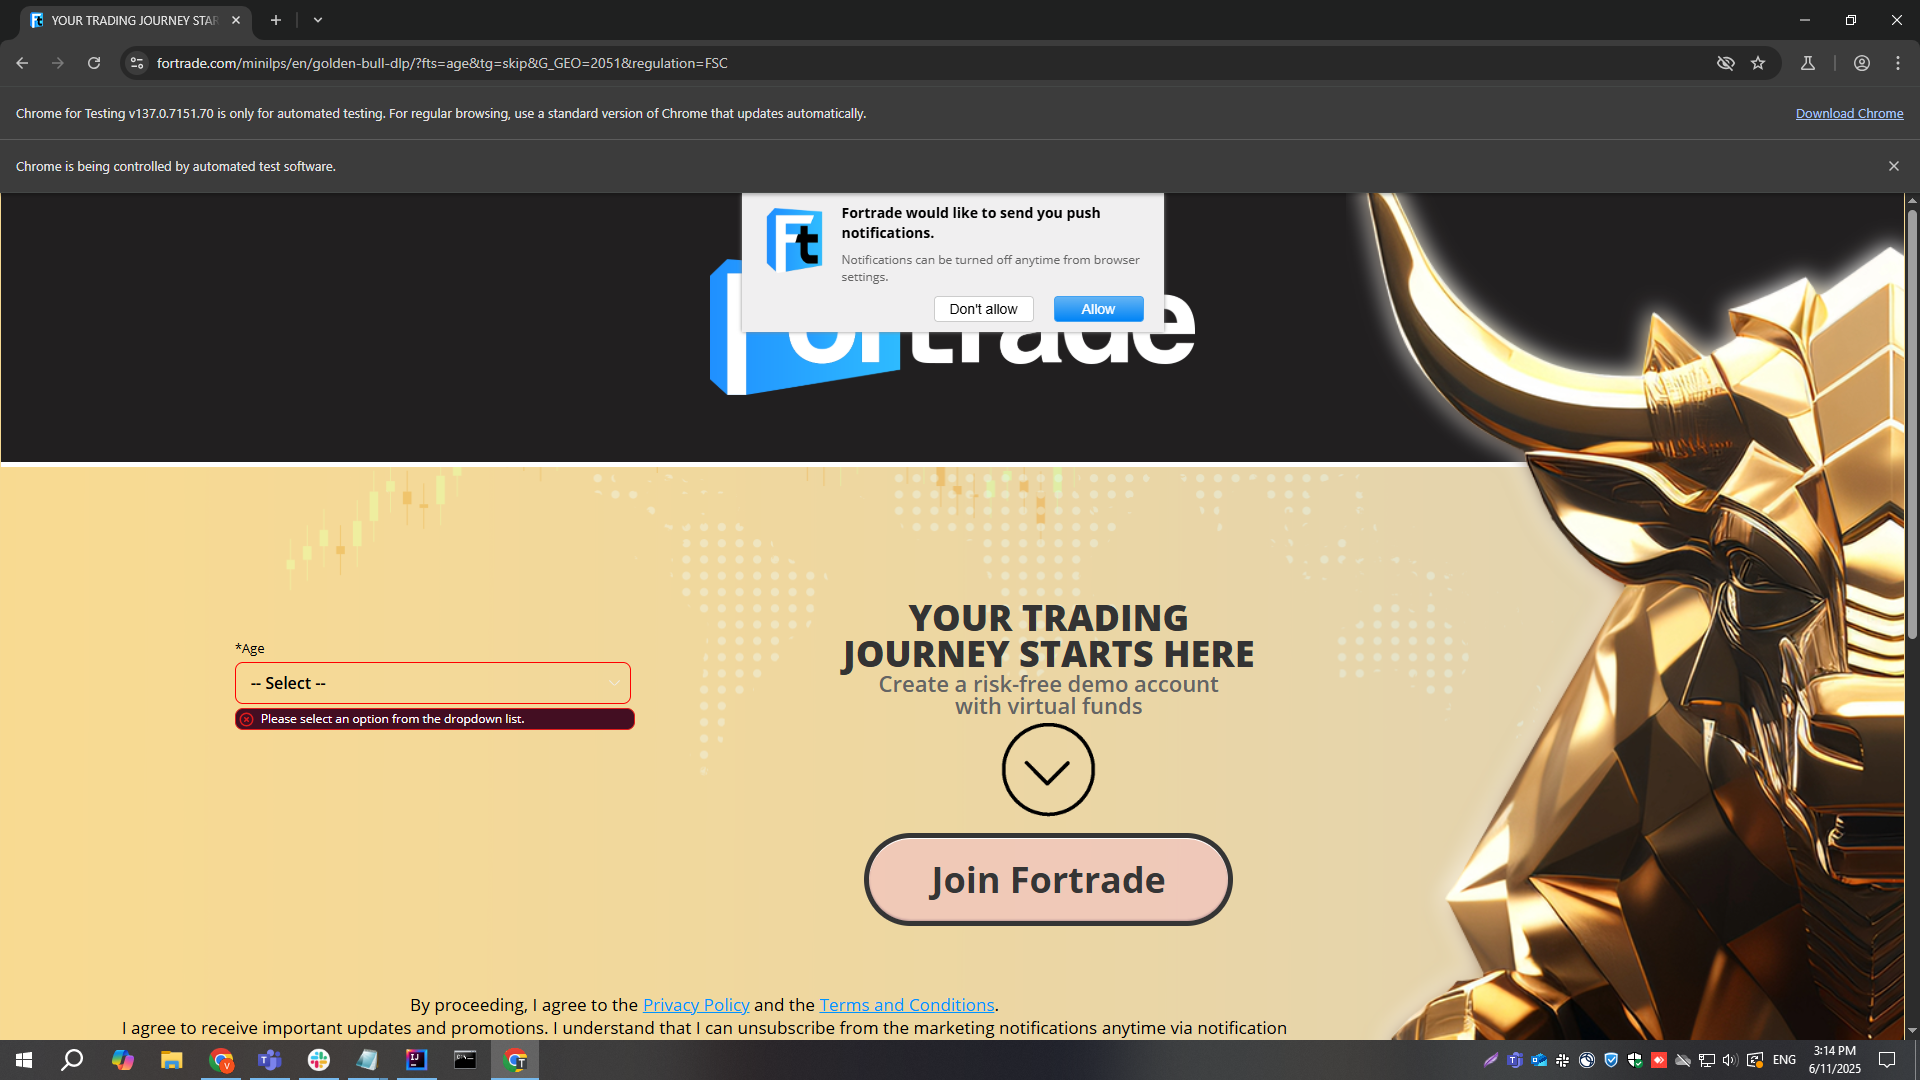 YOUR TRADING JOURNEY STAR
fortrade.com/minilps/en/golden-bull-dlp/?fts=age&tg=skip&G_GEO=2051&regulation=FSC
Chrome for Testing v137.0.7151.70 is only for automated testing. For regular browsing, use a standard version of Chrome that updates automatically.
Download Chrome
Chrome is being controlled by automated test software.
Ft
Fortrade would like to send you push
notifications.
Notifications can be turned off anytime from browser
settings.
Don't allow
Allow
Fortrade
YOUR TRADING
JOURNEY STARTS HERE
Create a risk-free demo account
with virtual funds
*Age
-- Select --
Please select an option from the dropdown list.
Join Fortrade
By proceeding, I agree to the Privacy Policy and the Terms and Conditions.
I agree to receive important updates and promotions. I understand that I can unsubscribe from the marketing notifications anytime via notification
ENG
3:14 PM
6/11/2025